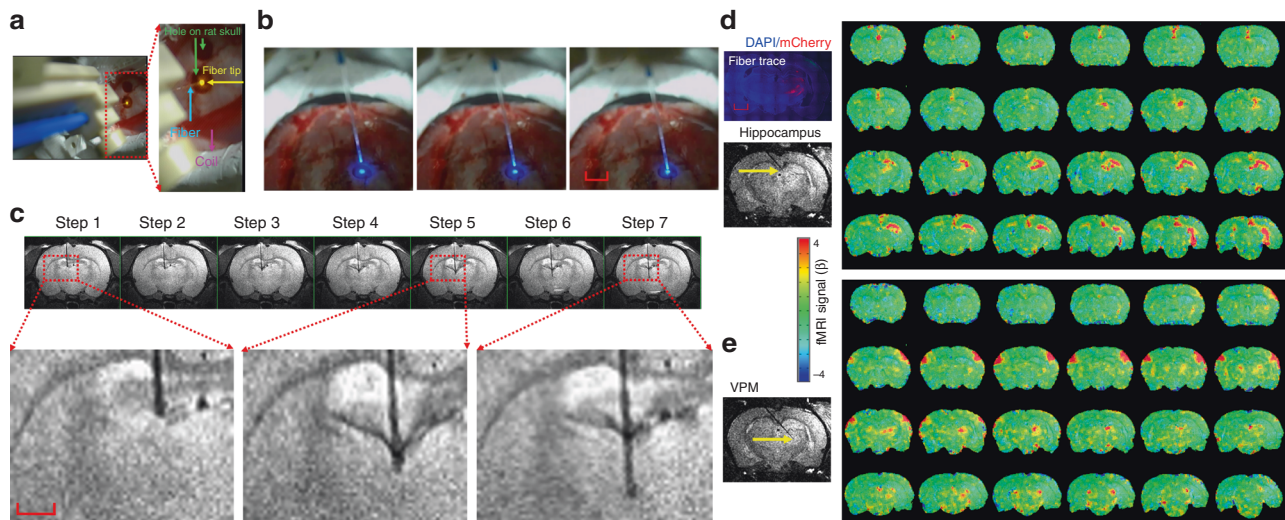 a
Hole on rat skull
Fiber tip
Fiber
Coil
b
c
Step 1 Step 2 Step 3 Step 4 Step 5 Step 6 Step 7
d
DAPI/mCherry
Fiber trace
Hippocampus
4
fMRI signal (β)
–4
e
VPM